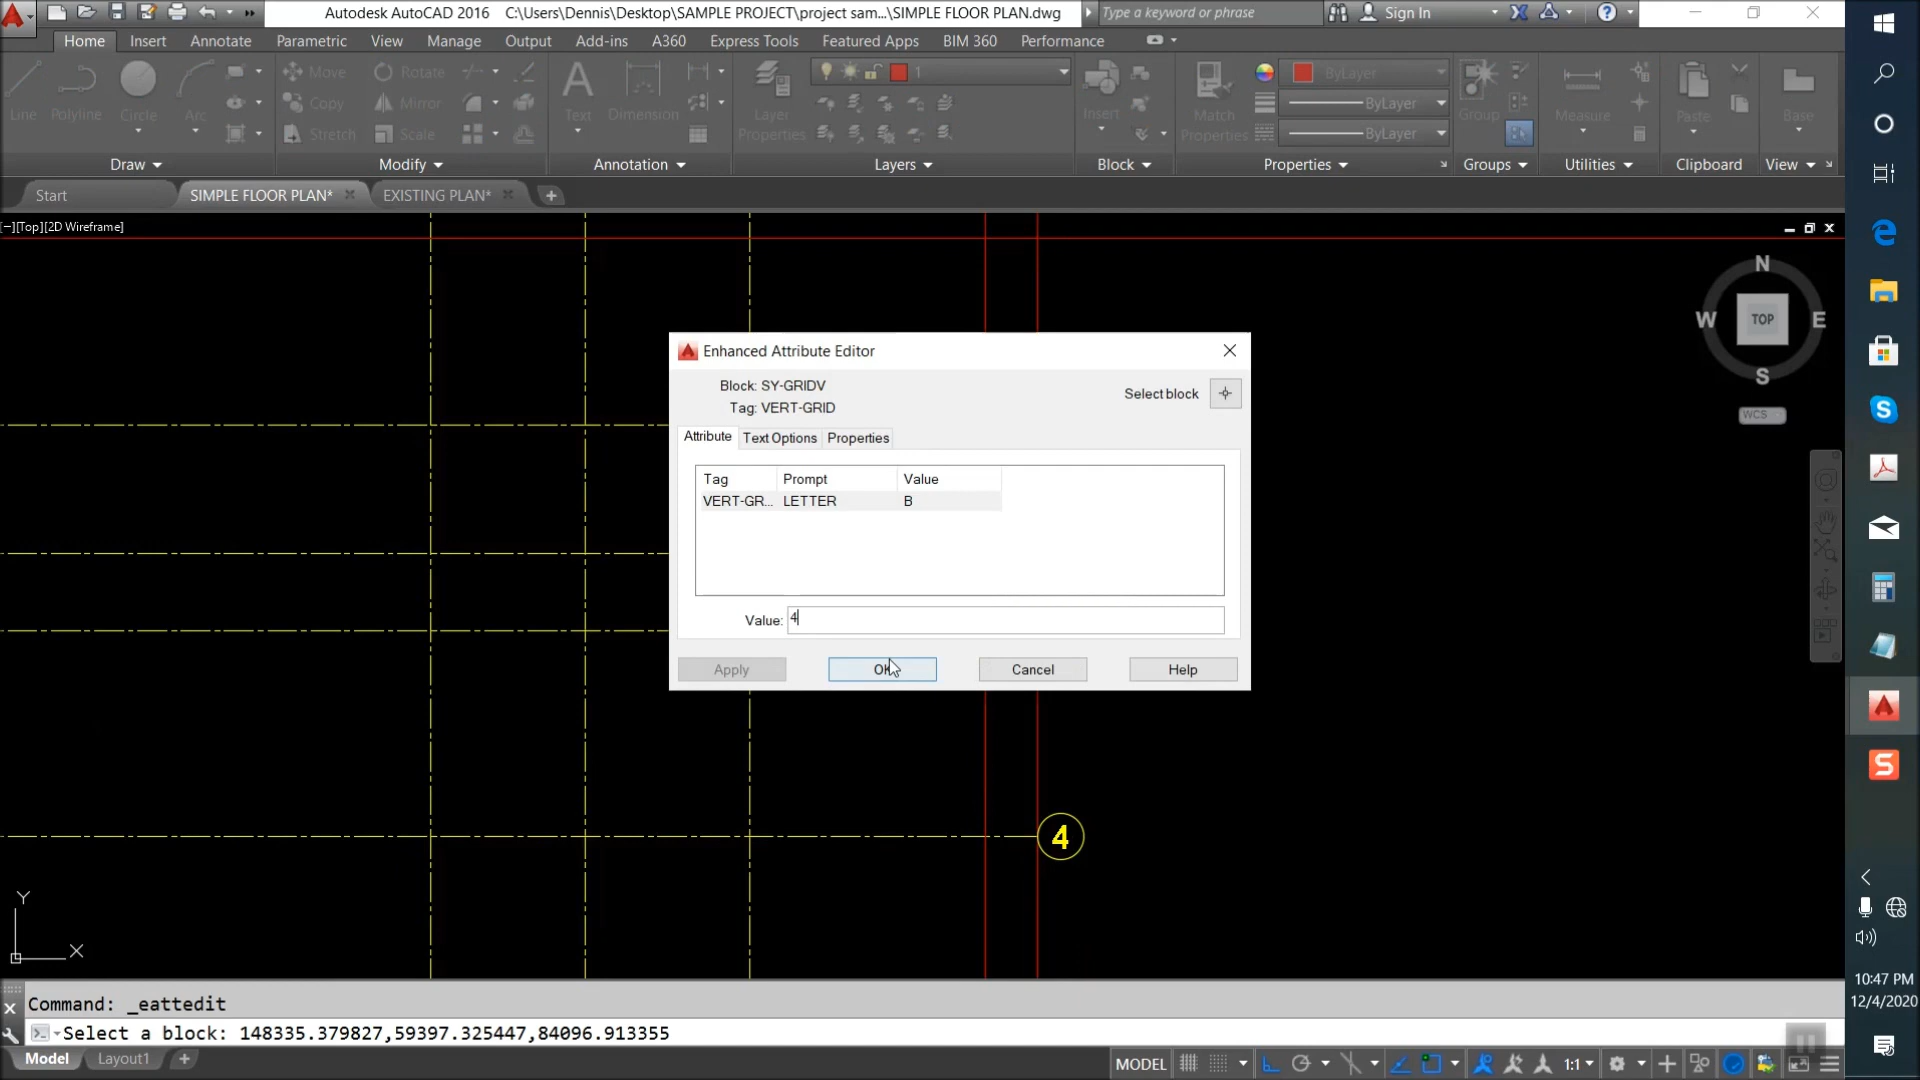 Autodesk AutoCAD 2016 C:\Users\Dennis\Desktop\SAMPLE PROJECT\project sam...\SIMPLE FLOOR PLAN.dwg
Type a keyword or phrase
Sign In
Home Insert Annotate Parametric View Manage Output Add-ins A360 Express Tools Featured Apps BIM 360 Performance
Line Polyline Circle Arc
Move Rotate
Copy Mirror
Stretch Scale
Text Dimension
Layer Properties
1
Insert
Match Properties
ByLayer
ByLayer
ByLayer
Group
Measure
Paste
Base
Draw Modify Annotation Layers Block Properties Groups Utilities Clipboard View
Start SIMPLE FLOOR PLAN* EXISTING PLAN*
[−][Top][2D Wireframe]
N
W TOP E
S
WCS
Enhanced Attribute Editor
Block: SY-GRIDV
Tag: VERT-GRID
Select block
Attribute Text Options Properties
Tag Prompt Value
VERT-GR... LETTER B
Value: 4
Apply OK Cancel Help
4
Y
X
Command: _eattedit
Select a block: 148335.379827,59397.325447,84096.913355
Model Layout1
MODEL 1:1
10:47 PM
12/4/2020